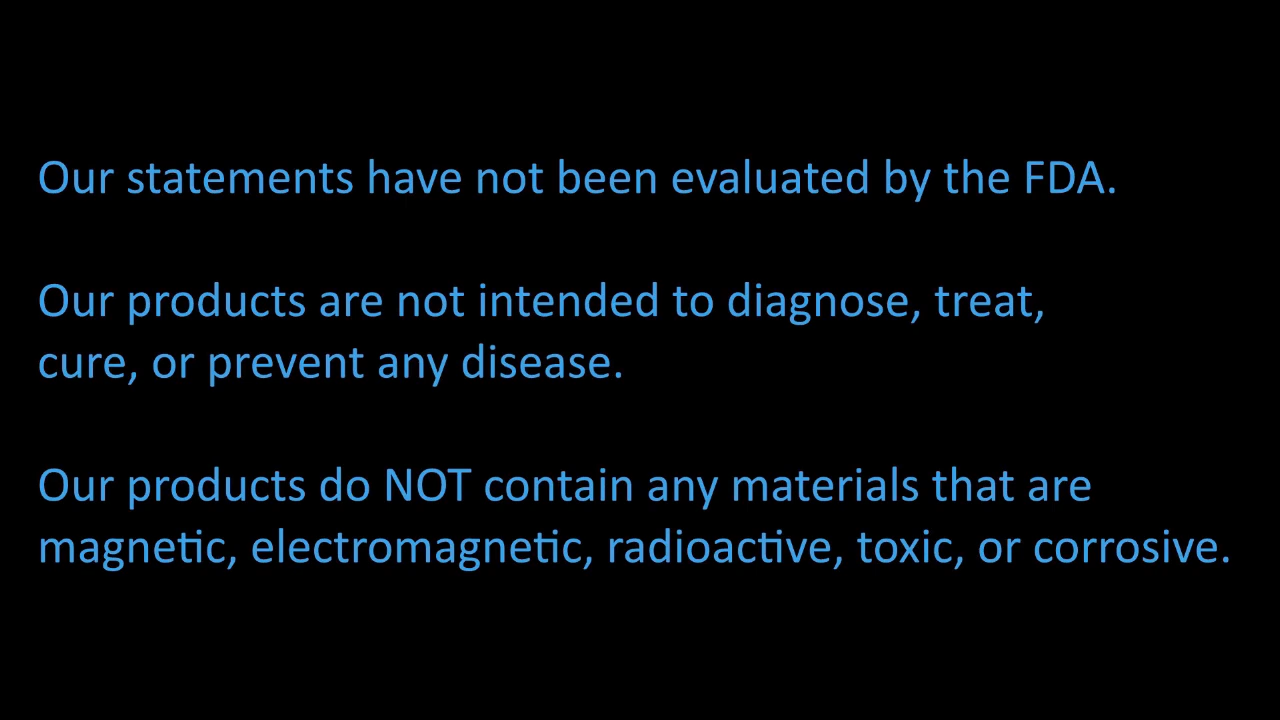 Our statements have not been evaluated by the FDA.
Our products are not intended to diagnose, treat,
cure, or prevent any disease.
Our products do NOT contain any materials that are
magnetic, electromagnetic, radioactive, toxic, or corrosive.